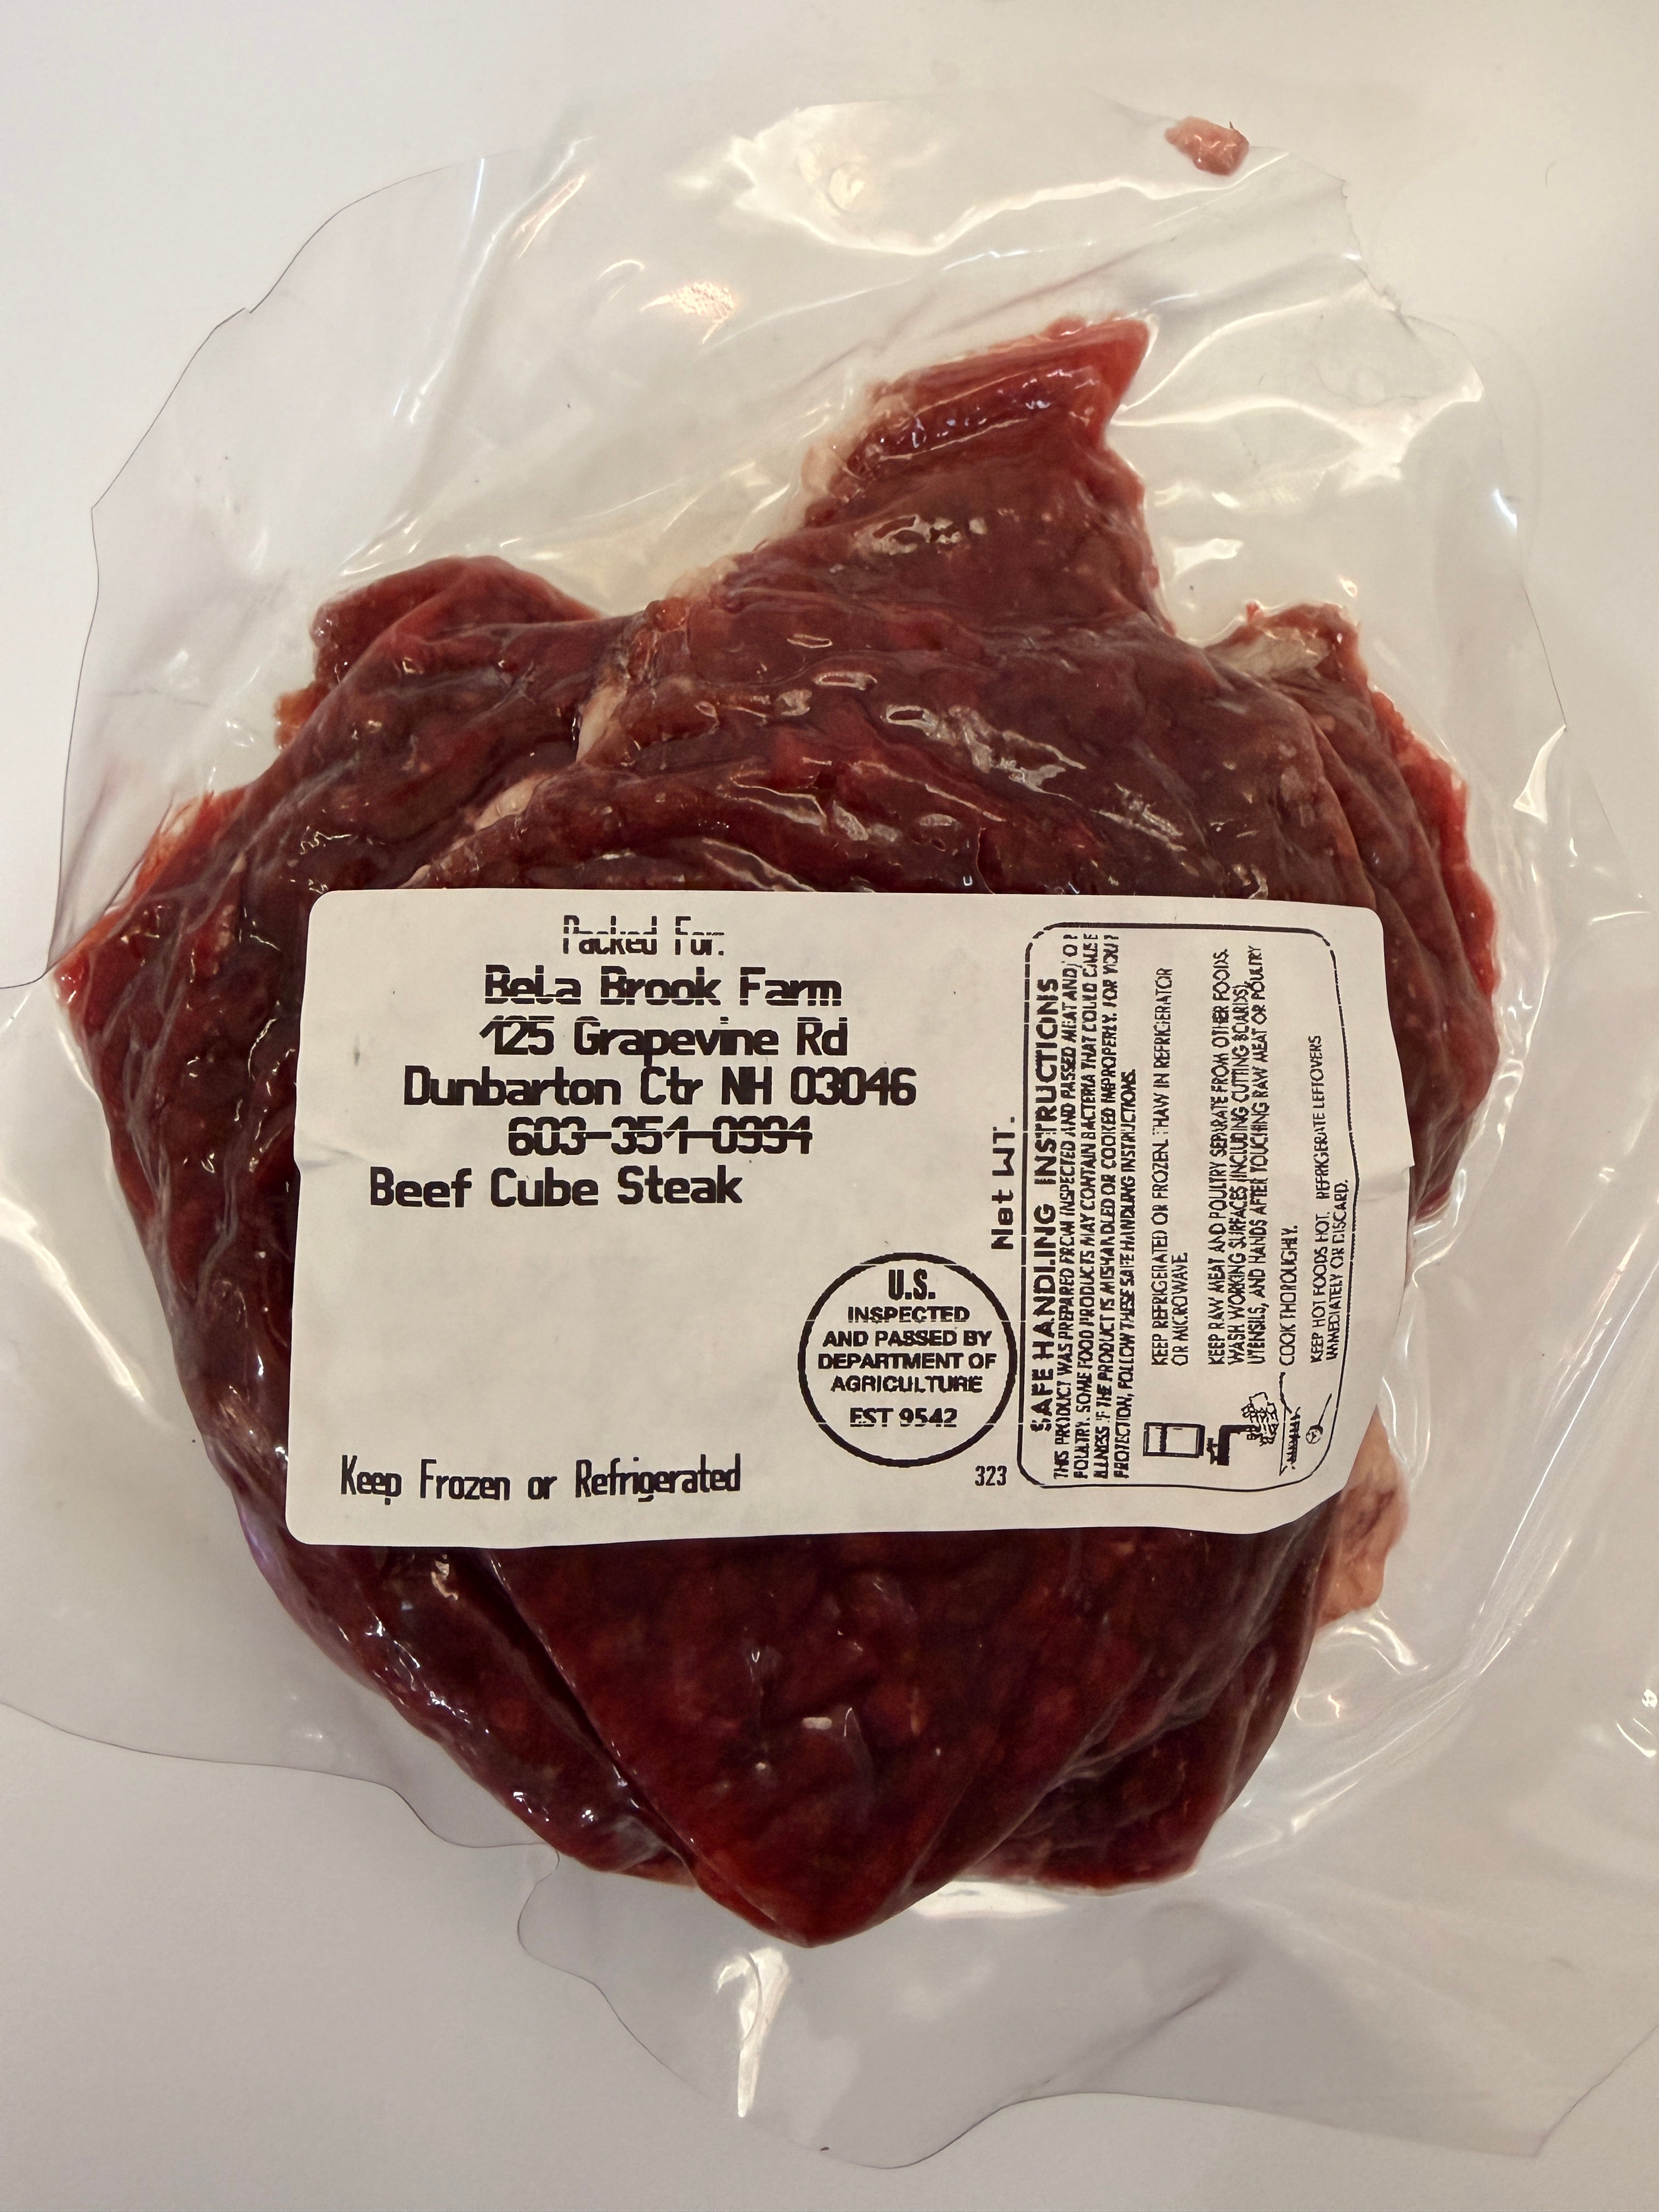 Packed For:
Bela Brook Farm
125 Grapevine Rd
Dunbarton Ctr NH 03046
603-351-0994
Beef Cube Steak
Keep Frozen or Refrigerated
U.S.
INSPECTED
AND PASSED BY
DEPARTMENT OF
AGRICULTURE
EST 9542
323
Net WT.
SAFE HANDLING INSTRUCTIONS
THIS PRODUCT WAS PREPARED FROM INSPECTED AND PASSED MEAT AND/OR
POULTRY. SOME FOOD PRODUCTS MAY CONTAIN BACTERIA THAT COULD CAUSE
ILLNESS IF THE PRODUCT IS MISHANDLED OR COOKED IMPROPERLY. FOR YOUR
PROTECTION, FOLLOW THESE SAFE HANDLING INSTRUCTIONS.
KEEP REFRIGERATED OR FROZEN. THAW IN REFRIGERATOR
OR MICROWAVE.
KEEP RAW MEAT AND POULTRY SEPARATE FROM OTHER FOODS.
WASH WORKING SURFACES (INCLUDING CUTTING BOARDS),
UTENSILS, AND HANDS AFTER TOUCHING RAW MEAT OR POULTRY
COOK THOROUGHLY.
KEEP HOT FOODS HOT. REFRIGERATE LEFTOVERS
IMMEDIATELY OR DISCARD.